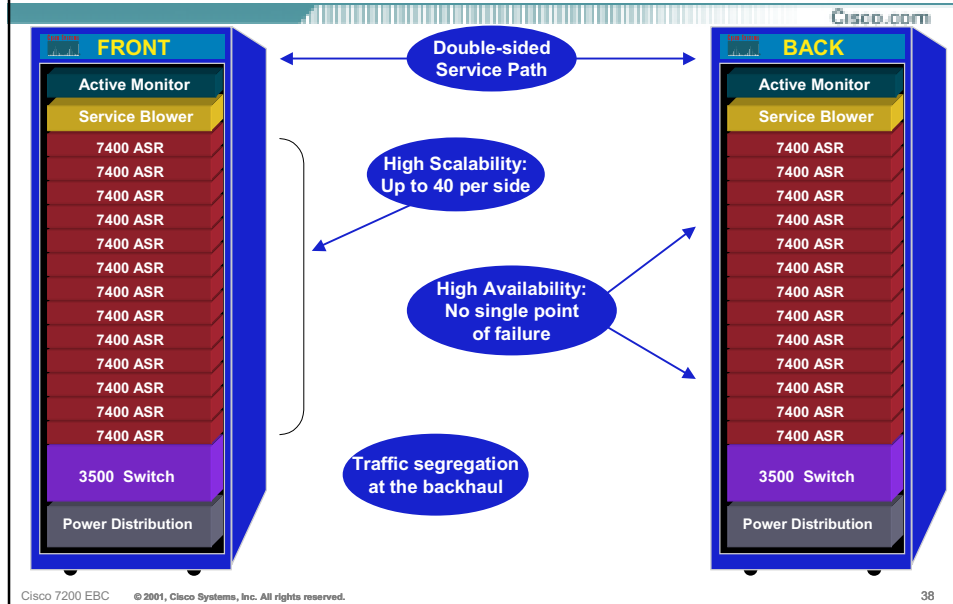 Cisco.com
FRONT
Active Monitor
Service Blower
7400 ASR
7400 ASR
7400 ASR
7400 ASR
7400 ASR
7400 ASR
7400 ASR
7400 ASR
7400 ASR
7400 ASR
7400 ASR
7400 ASR
7400 ASR
3500 Switch
Power Distribution
Double-sided
Service Path
High Scalability:
Up to 40 per side
High Availability:
No single point
of failure
Traffic segregation
at the backhaul
BACK
Active Monitor
Service Blower
7400 ASR
7400 ASR
7400 ASR
7400 ASR
7400 ASR
7400 ASR
7400 ASR
7400 ASR
7400 ASR
7400 ASR
7400 ASR
7400 ASR
7400 ASR
3500 Switch
Power Distribution
Cisco 7200 EBC © 2001, Cisco Systems, Inc. All rights reserved. 38